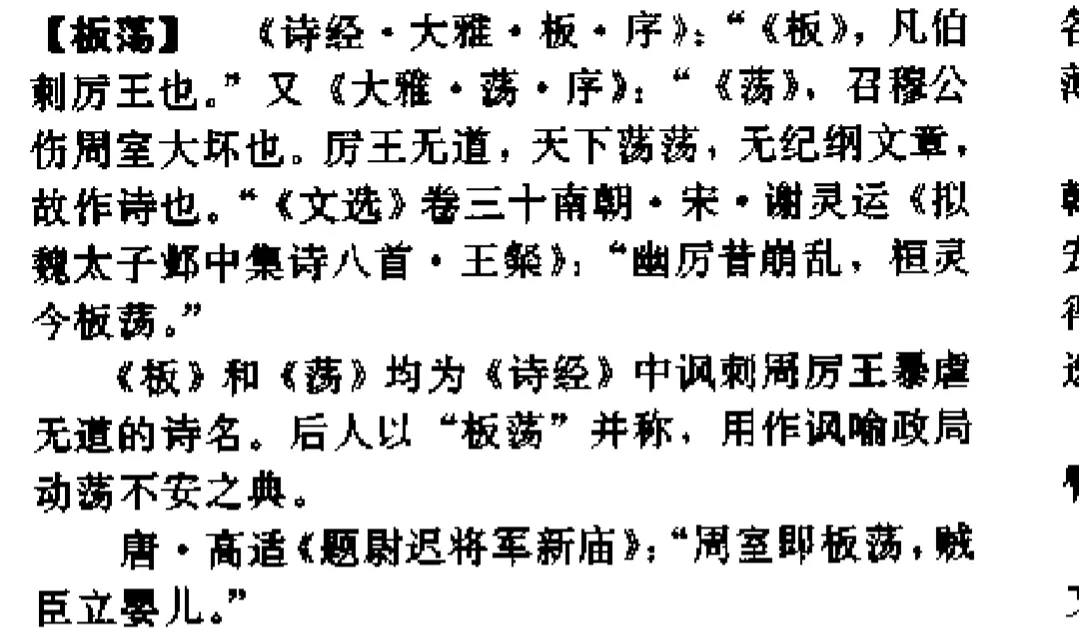 【板荡】　《诗经·大雅·板·序》：“《板》，凡伯
刺厉王也。”又《大雅·荡·序》：“《荡》，召穆公
伤周室大坏也。厉王无道，天下荡荡，无纪纲文章，
故作诗也。“《文选》卷三十南朝·宋·谢灵运《拟
魏太子邺中集诗八首·王粲》：“幽厉昔崩乱，桓灵
今板荡。”
《板》和《荡》均为《诗经》中讽刺周厉王暴虐
无道的诗名。后人以“板荡”并称，用作讽喻政局
动荡不安之典。
唐·高适《题尉迟将军新庙》：“周室即板荡，贼
臣立婴儿。”